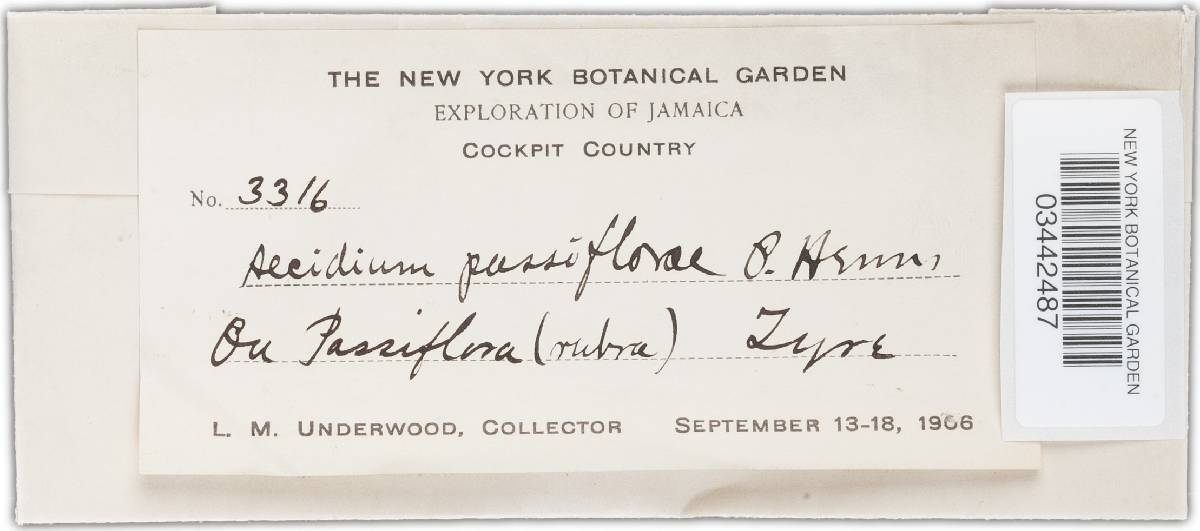 THE NEW YORK BOTANICAL GARDEN
EXPLORATION OF JAMAICA
COCKPIT COUNTRY
No. 3316
Aecidium passiflorae P. Henn.
On Passiflora (rubra) Tyre
L. M. UNDERWOOD, COLLECTOR SEPTEMBER 13-18, 1906
NEW YORK BOTANICAL GARDEN
03442487